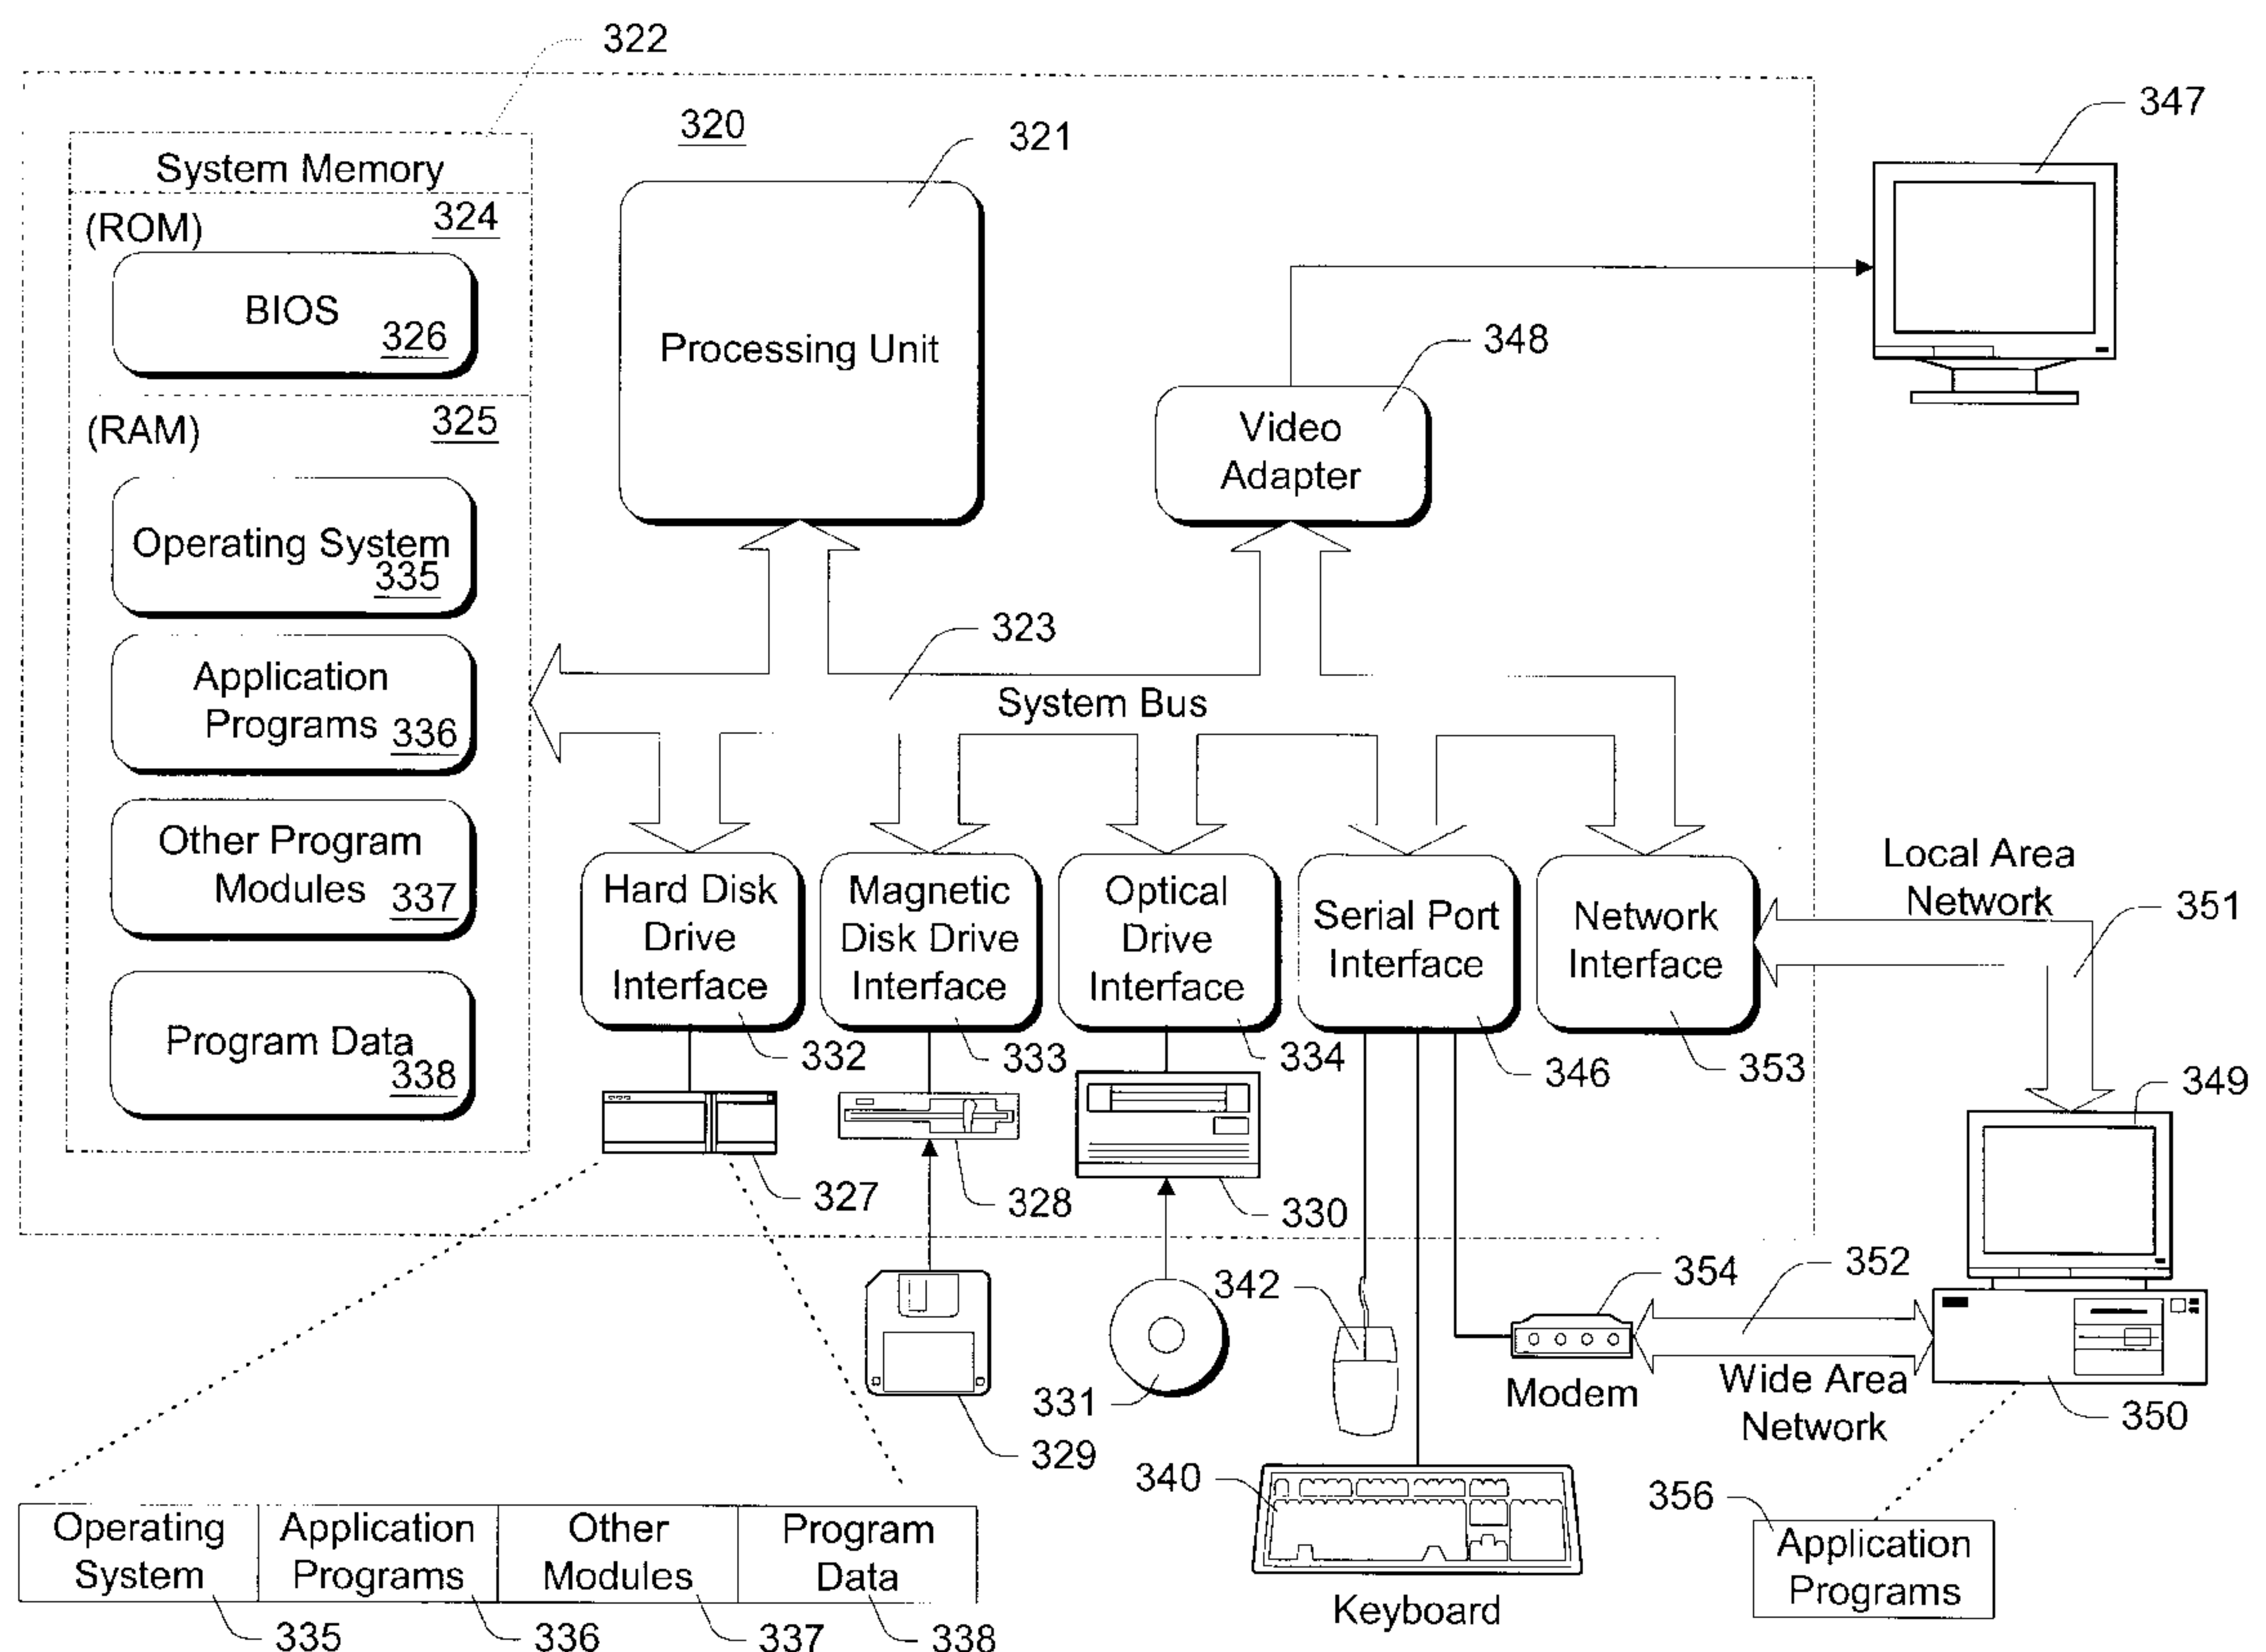 322
320
321
347
System Memory
(ROM)
324
BIOS
326
Processing Unit
348
(RAM)
325
Video
Adapter
Operating System
335
323
Application
Programs 336
System Bus
Other Program
Modules 337
Program Data
338
Hard Disk
Drive
Interface
332
Magnetic
Disk Drive
Interface
333
Optical
Drive
Interface
334
Serial Port
Interface
346
Network
Interface
353
Local Area
Network
351
349
327
328
330
342
354
352
331
329
Modem
Wide Area
Network
350
340
Keyboard
356
Application
Programs
Operating
System
335
Application
Programs
336
Other
Modules
337
Program
Data
338